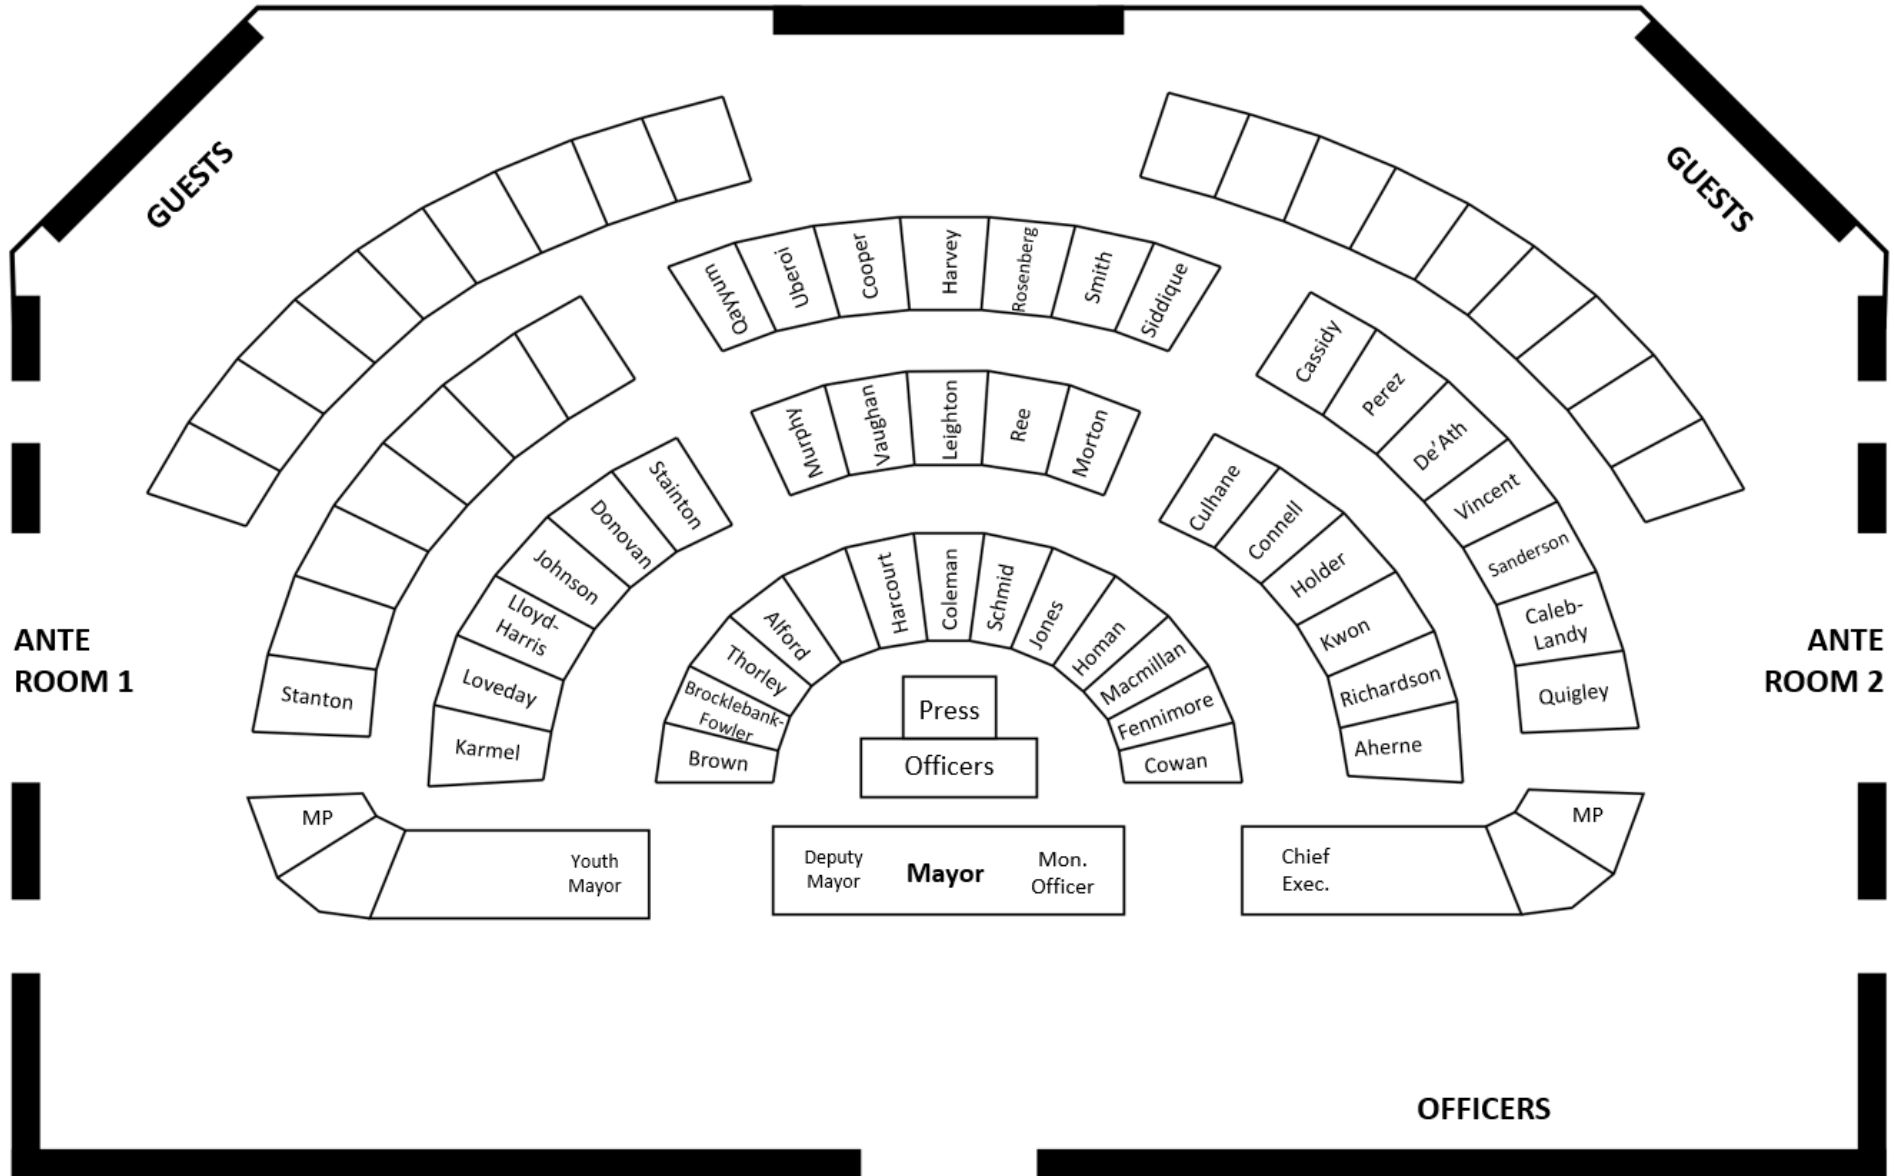 GUESTS
GUESTS
Qayyum
Uberoi
Cooper
Harvey
Rosenberg
Smith
Siddique
Murphy
Vaughan
Leighton
Ree
Morton
Cassidy
Perez
De'Ath
Vincent
Sanderson
Caleb-
Landy
Quigley
Stainton
Donovan
Johnson
Lloyd-
Harris
Loveday
Karmel
Culhane
Connell
Holder
Kwon
Richardson
Aherne
Stanton
Harcourt
Coleman
Schmid
Jones
Homan
Macmillan
Fennimore
Cowan
Alford
Thorley
Brocklebank-
Fowler
Brown
ANTE
ROOM 1
ANTE
ROOM 2
Press
Officers
MP
Youth
Mayor
Deputy
Mayor
Mayor
Mon.
Officer
Chief
Exec.
MP
OFFICERS